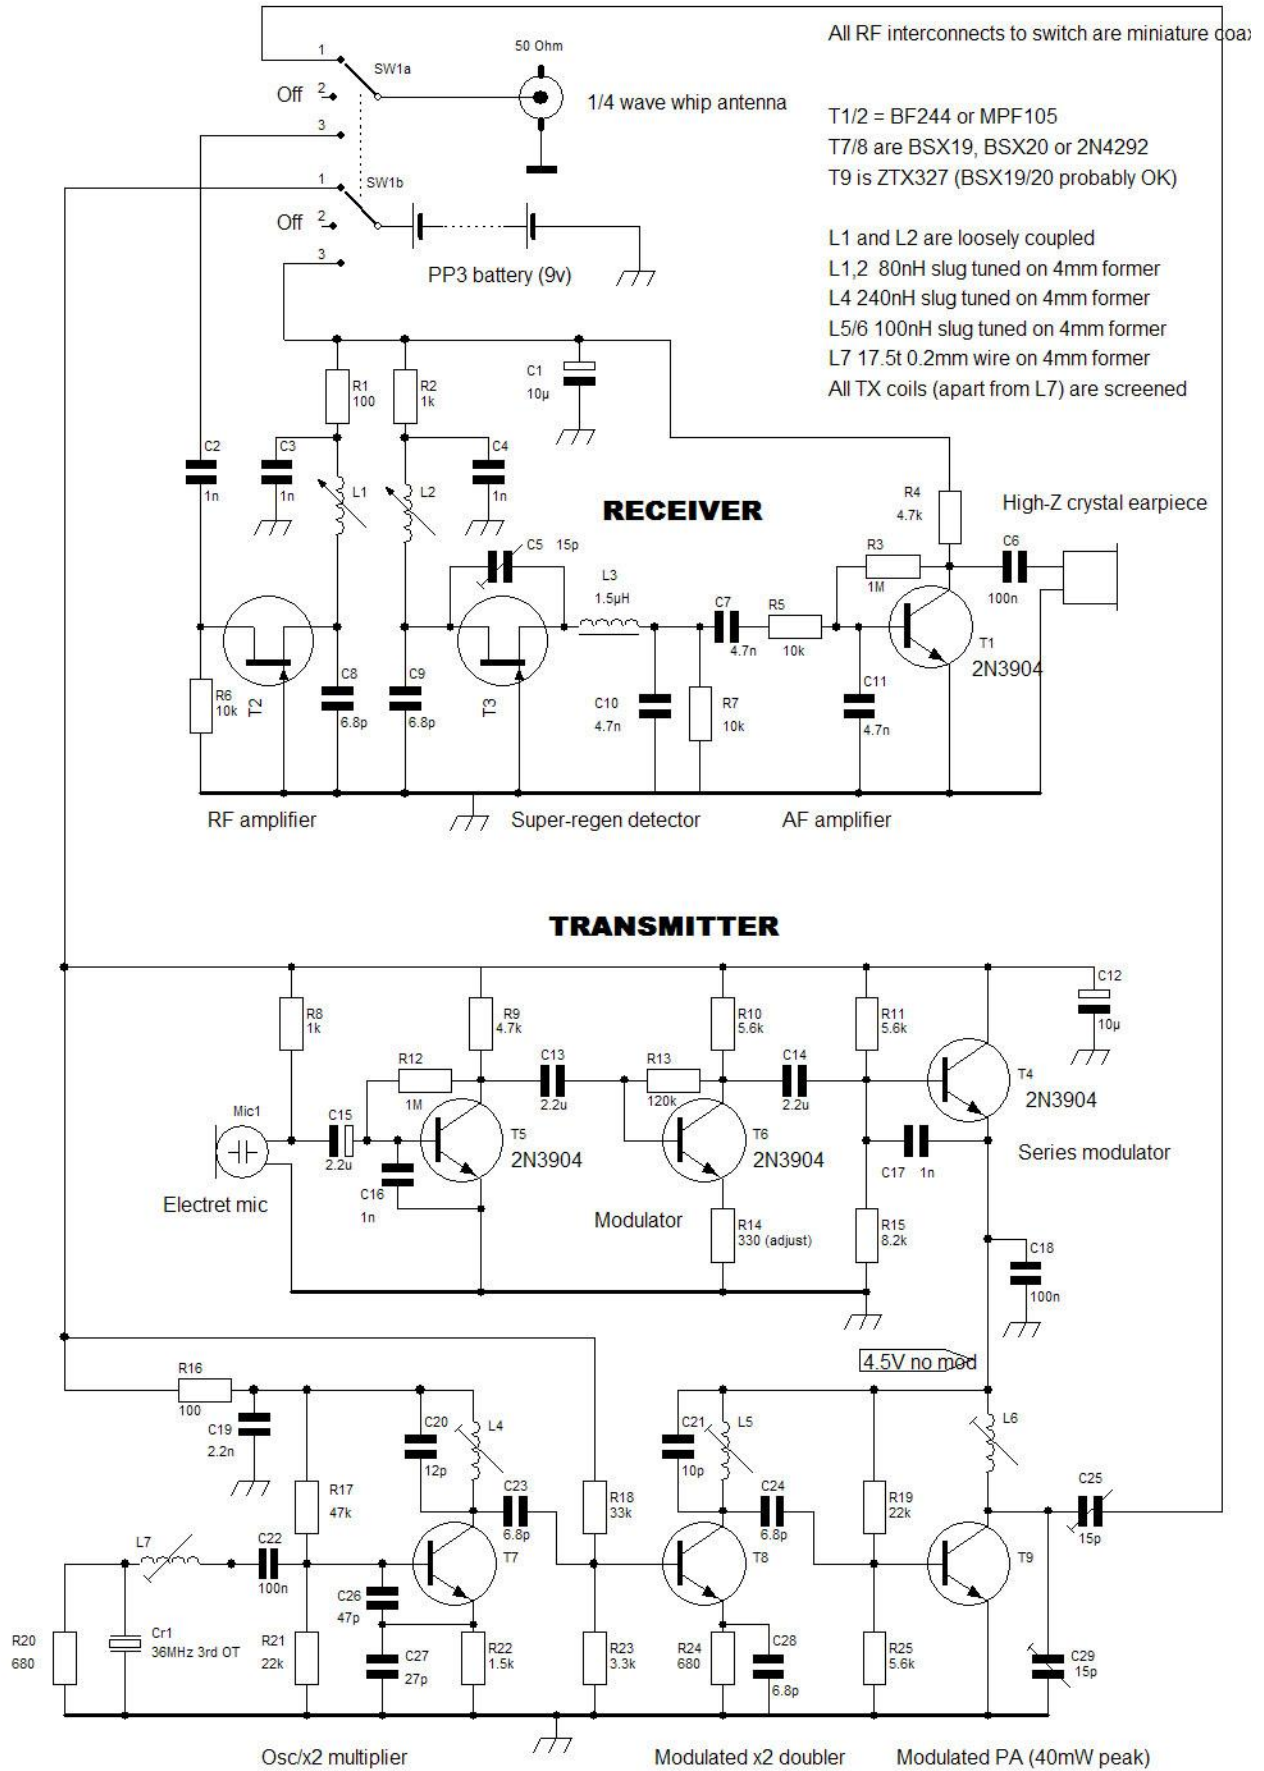 All RF interconnects to switch are miniature coax
50 Ohm
1
SW1a
Off 2
3
1/4 wave whip antenna
T1/2 = BF244 or MPF105
T7/8 are BSX19, BSX20 or 2N4292
T9 is ZTX327 (BSX19/20 probably OK)
1
SW1b
Off 2
3
PP3 battery (9v)
L1 and L2 are loosely coupled
L1,2 80nH slug tuned on 4mm former
L4 240nH slug tuned on 4mm former
L5/6 100nH slug tuned on 4mm former
L7 17.5t 0.2mm wire on 4mm former
All TX coils (apart from L7) are screened
R1
100
R2
1k
C1
10µ
C2
1n
C3
1n
L1
L2
C4
1n
RECEIVER
R4
4.7k
High-Z crystal earpiece
C5 15p
L3
1.5µH
C7
4.7n
R5
10k
R3
1M
C6
100n
T1
2N3904
R6
10k
T2
C8
6.8p
C9
6.8p
T3
C10
4.7n
R7
10k
C11
4.7n
RF amplifier
Super-regen detector
AF amplifier
TRANSMITTER
R8
1k
R9
4.7k
R10
5.6k
R11
5.6k
C12
10µ
R12
1M
C13
2.2u
R13
120k
C14
2.2u
T4
2N3904
Mic1
C15
2.2u
T5
2N3904
T6
2N3904
C17 1n
Series modulator
Electret mic
C16
1n
Modulator
R14
330 (adjust)
R15
8.2k
C18
100n
4.5V no mod
R16
100
C19
2.2n
C20
12p
L4
C21
10p
L5
L6
R17
47k
C23
6.8p
R18
33k
C24
6.8p
R19
22k
C25
15p
L7
C22
100n
T7
T8
T9
Cr1
36MHz 3rd OT
R20
680
R21
22k
C26
47p
C27
27p
R22
1.5k
R23
3.3k
R24
680
C28
6.8p
R25
5.6k
C29
15p
Osc/x2 multiplier
Modulated x2 doubler
Modulated PA (40mW peak)